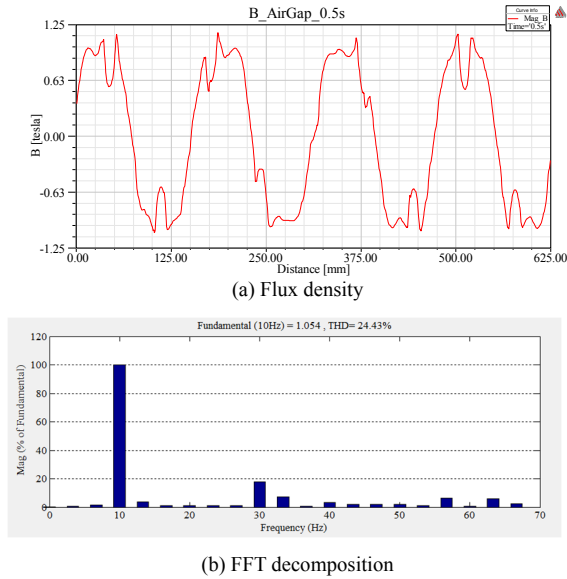 B_AirGap_0.5s
Curve Info
Mag_B
Time='0.5s'
1.25
0.63
0.00
-0.63
-1.25
B [tesla]
0.00 125.00 250.00 375.00 500.00 625.00
Distance [mm]
(a) Flux density
Fundamental (10Hz) = 1.054 , THD= 24.43%
120
100
80
60
40
20
0
Mag (% of Fundamental)
0 10 20 30 40 50 60 70
Frequency (Hz)
(b) FFT decomposition